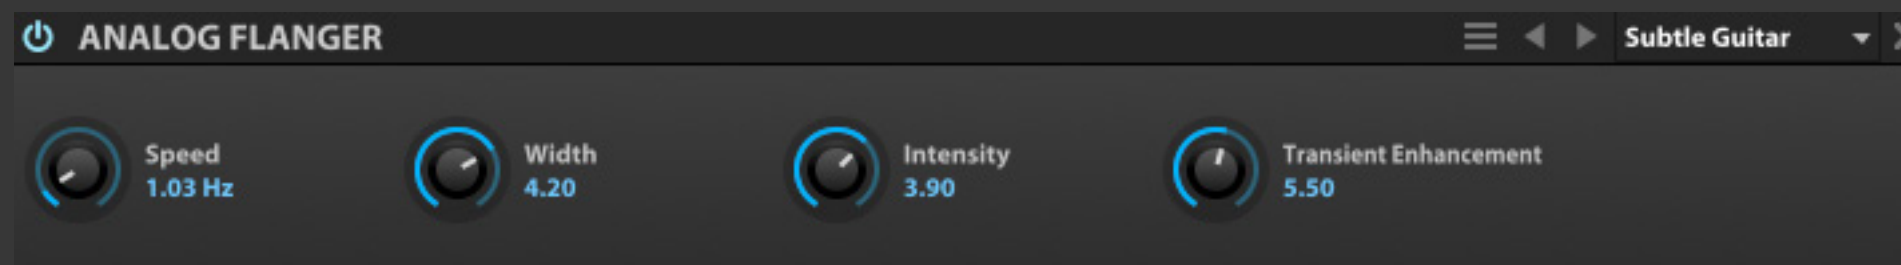 ANALOG FLANGER
Subtle Guitar
Speed
1.03 Hz
Width
4.20
Intensity
3.90
Transient Enhancement
5.50